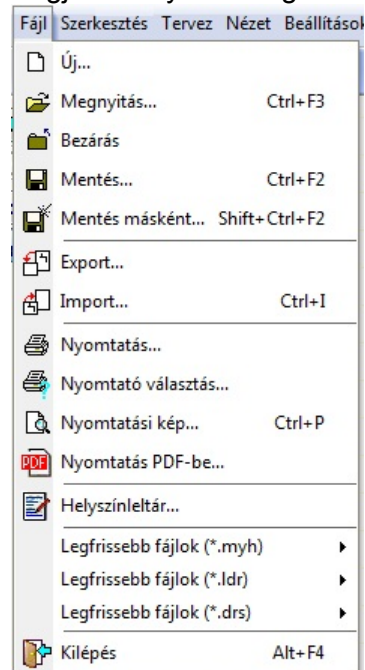 Fájl Szerkesztés Tervez Nézet Beállítások
Új...
Megnyitás... Ctrl+F3
Bezárás
Mentés... Ctrl+F2
Mentés másként... Shift+Ctrl+F2
Export...
Import... Ctrl+I
Nyomtatás...
Nyomtató választás...
Nyomtatási kép... Ctrl+P
PDF Nyomtatás PDF-be...
Helyszínleltár...
Legfrissebb fájlok (*.myh)
Legfrissebb fájlok (*.ldr)
Legfrissebb fájlok (*.drs)
Kilépés Alt+F4